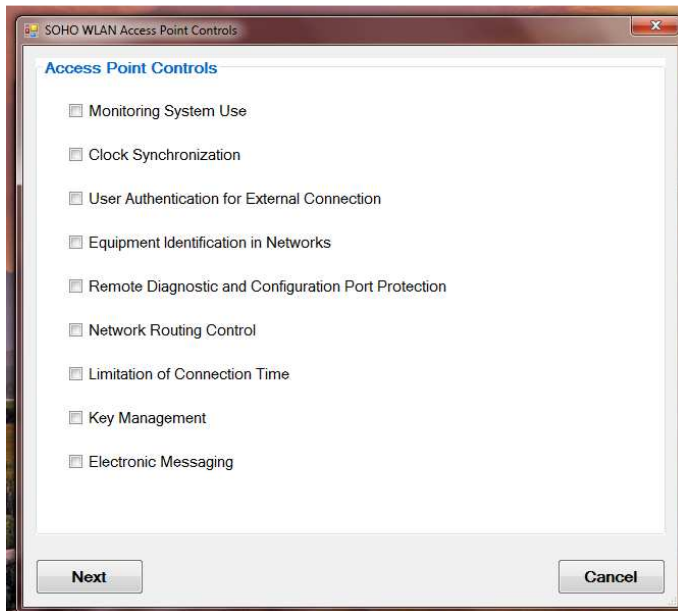 SOHO WLAN Access Point Controls
Access Point Controls
Monitoring System Use
Clock Synchronization
User Authentication for External Connection
Equipment Identification in Networks
Remote Diagnostic and Configuration Port Protection
Network Routing Control
Limitation of Connection Time
Key Management
Electronic Messaging
Next
Cancel